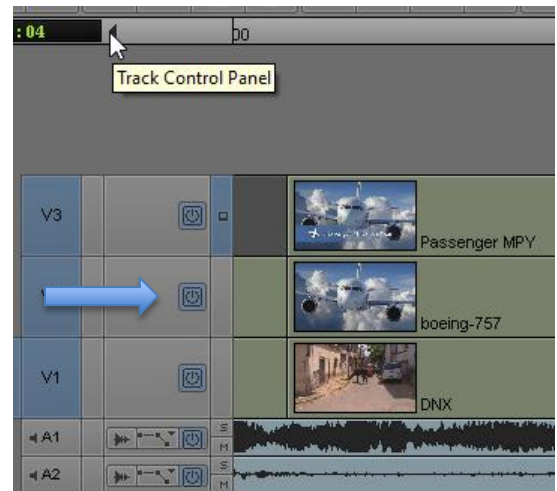 :04
00
Track Control Panel
V3
Passenger MPY
boeing-757
V1
DNX
A1
S
M
A2
S
M